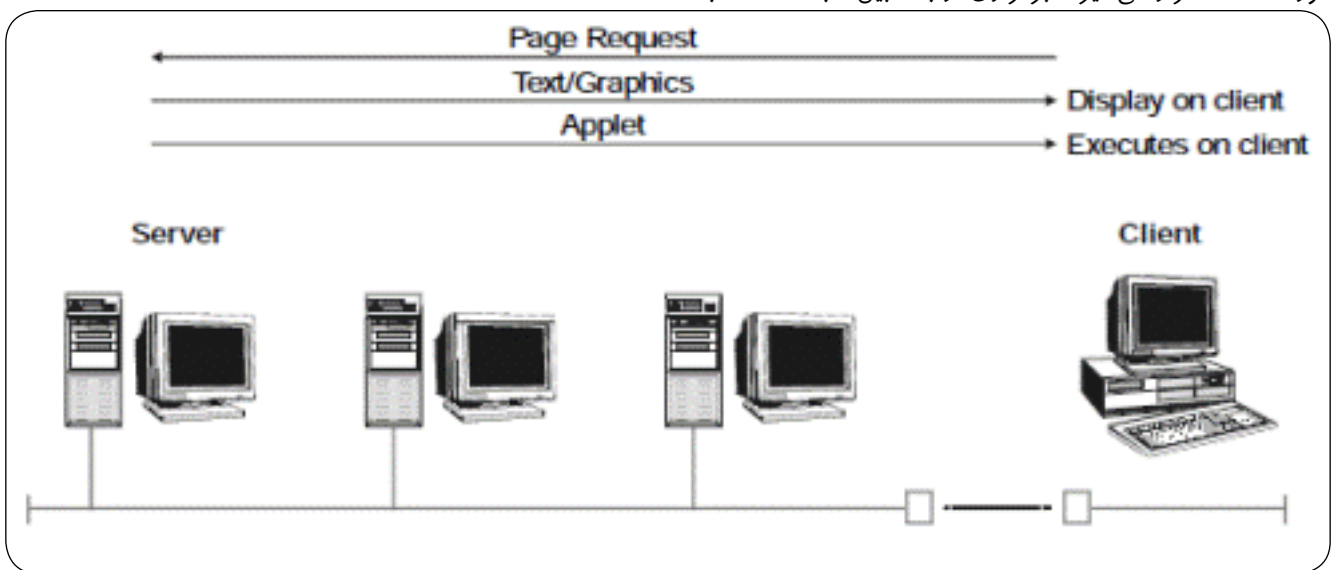 Page Request
Text/Graphics
Display on client
Applet
Executes on client
Server
Client